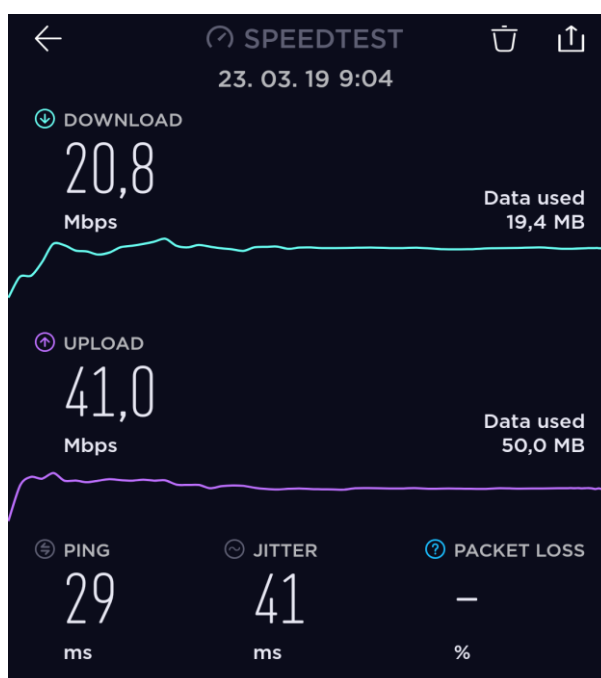 SPEEDTEST
23. 03. 19 9:04
DOWNLOAD
20,8
Mbps
Data used
19,4 MB
UPLOAD
41,0
Mbps
Data used
50,0 MB
PING
29
ms
JITTER
41
ms
PACKET LOSS
–
%